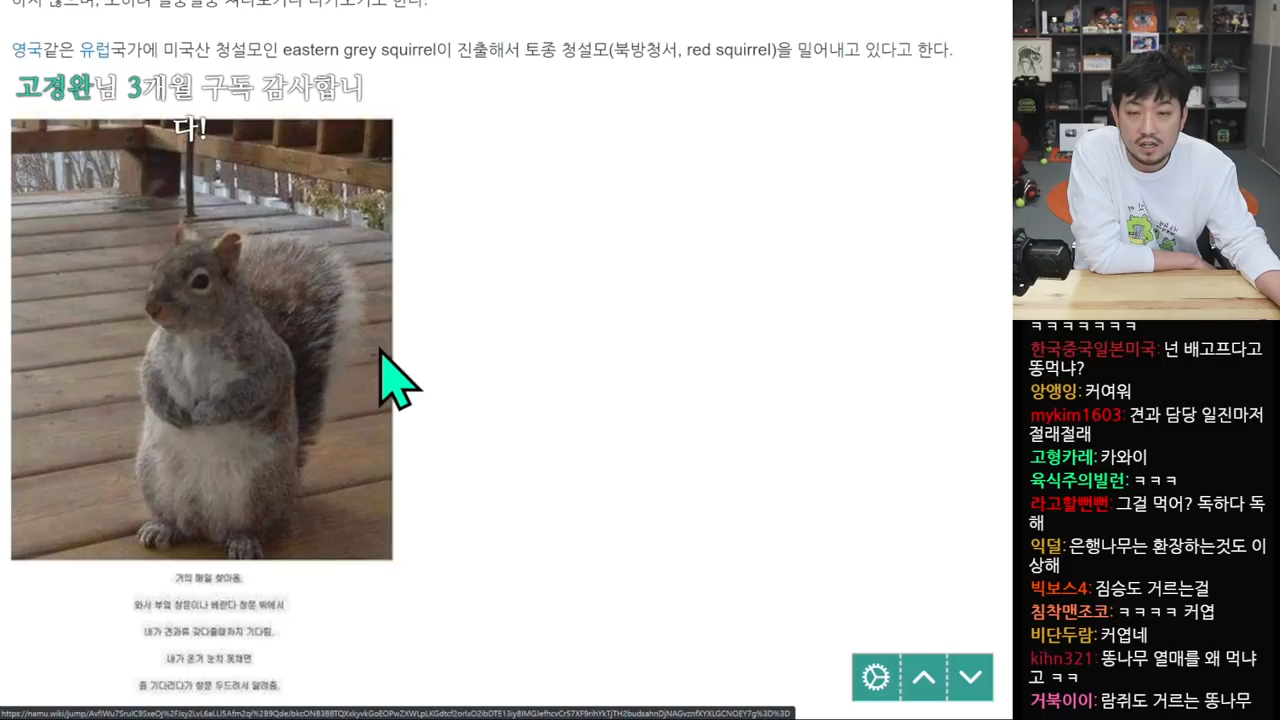 영국같은 유럽국가에 미국산 청설모인 eastern grey squirrel이 진출해서 토종 청설모(북방청서, red squirrel)을 밀어내고 있다고 한다.
고경완님 3개월 구독 감사합니
다!
거의 매일 찾아옴.
와서 부엌 창문이나 베란다 창문 밖에서
내가 견과류 갖다줄때까지 기다림.
내가 온거 눈치 못채면
좀 기다리다가 창문 두드려서 알려줌.
ㅋㅋㅋㅋㅋㅋㅋ
한국중국일본미국: 넌 배고프다고
똥먹냐?
앙앵잉: 커여워
mykim1603: 견과 담당 일진마저
절래절래
고형카레: 카와이
육식주의빌런: ㅋㅋㅋ
라고할뻔뻔: 그걸 먹어? 독하다 독
해
익덜: 은행나무는 환장하는것도 이
상해
빅보스4: 짐승도 거르는걸
침착맨조코: ㅋㅋㅋㅋ 커엽
비단두람: 커엽네
kihn321: 똥나무 열매를 왜 먹냐
고 ㅋㅋ
거북이이: 람쥐도 거르는 똥나무